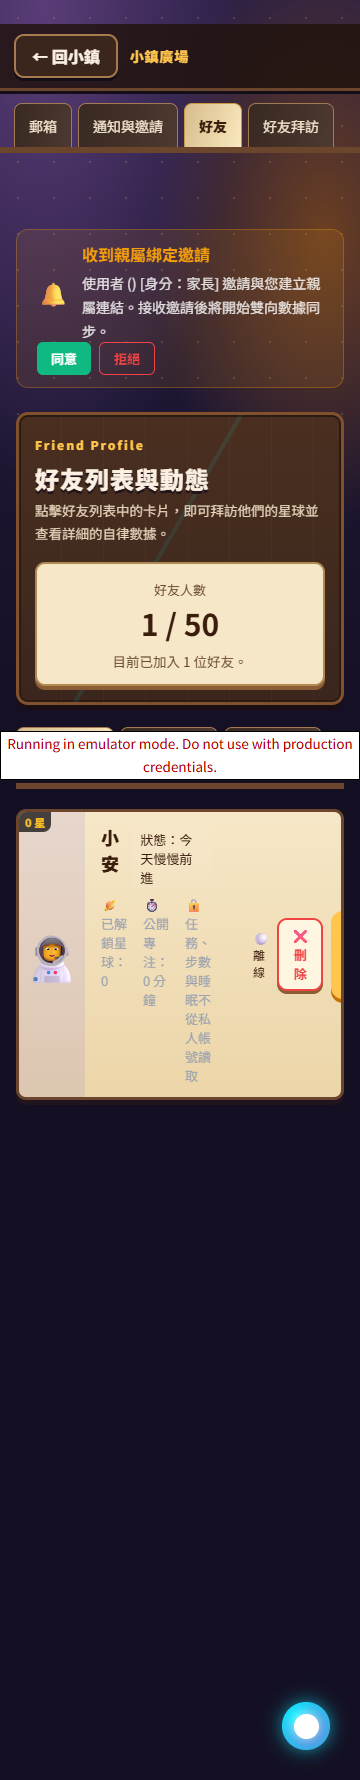 ← 回小鎮
小鎮廣場
郵箱
通知與邀請
好友
好友拜訪
收到親屬綁定邀請
使用者 () [身分：家長] 邀請與您建立親
屬連結。接收邀請後將開始雙向數據同
步。
同意
拒絕
Friend Profile
好友列表與動態
點擊好友列表中的卡片，即可拜訪他們的星球並
查看詳細的自律數據。
好友人數
1 / 50
目前已加入 1 位好友。
Running in emulator mode. Do not use with production
credentials.
0 星
小
安
狀態：今
天慢慢前
進
已解
鎖星
球：
0
公開
專
注：
0 分
鐘
任
務、
步數
與睡
眠不
從私
人帳
號讀
取
離
線
刪
除